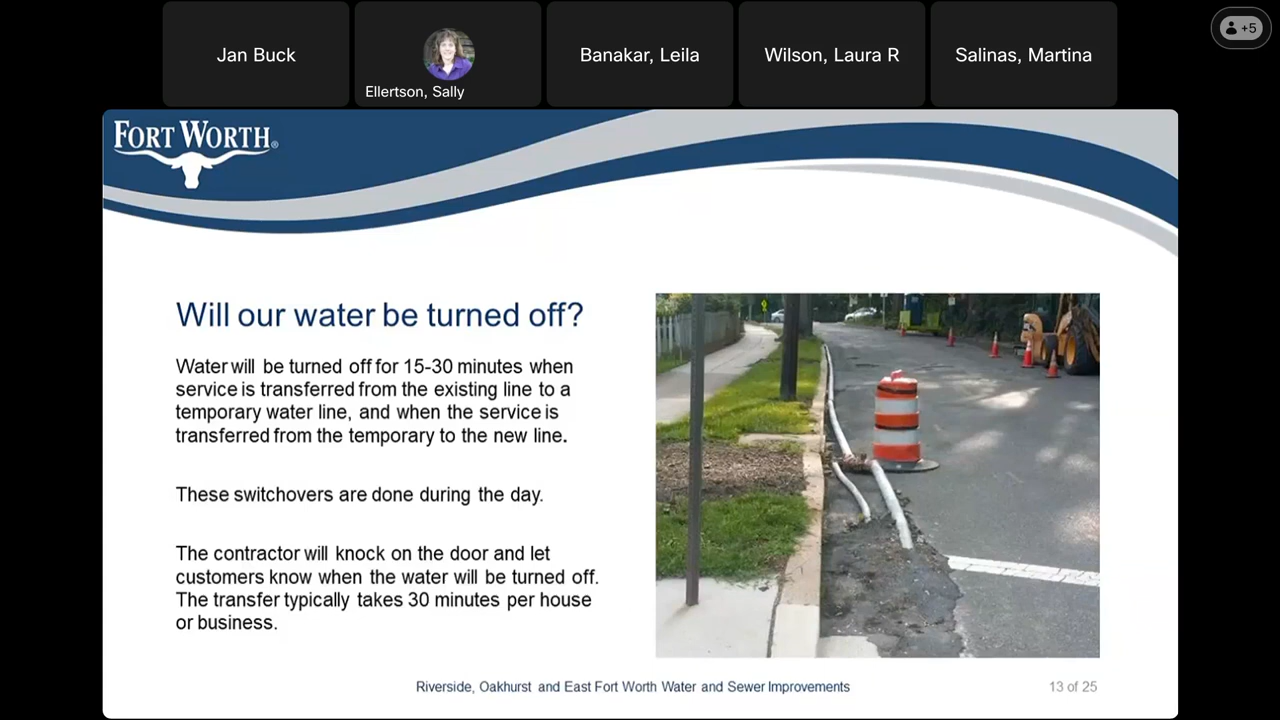 Jan Buck
Ellertson, Sally
Banakar, Leila
Wilson, Laura R
Salinas, Martina
+5
FORT WORTH®
Will our water be turned off?
Water will be turned off for 15-30 minutes when
service is transferred from the existing line to a
temporary water line, and when the service is
transferred from the temporary to the new line.
These switchovers are done during the day.
The contractor will knock on the door and let
customers know when the water will be turned off.
The transfer typically takes 30 minutes per house
or business.
Riverside, Oakhurst and East Fort Worth Water and Sewer Improvements
13 of 25